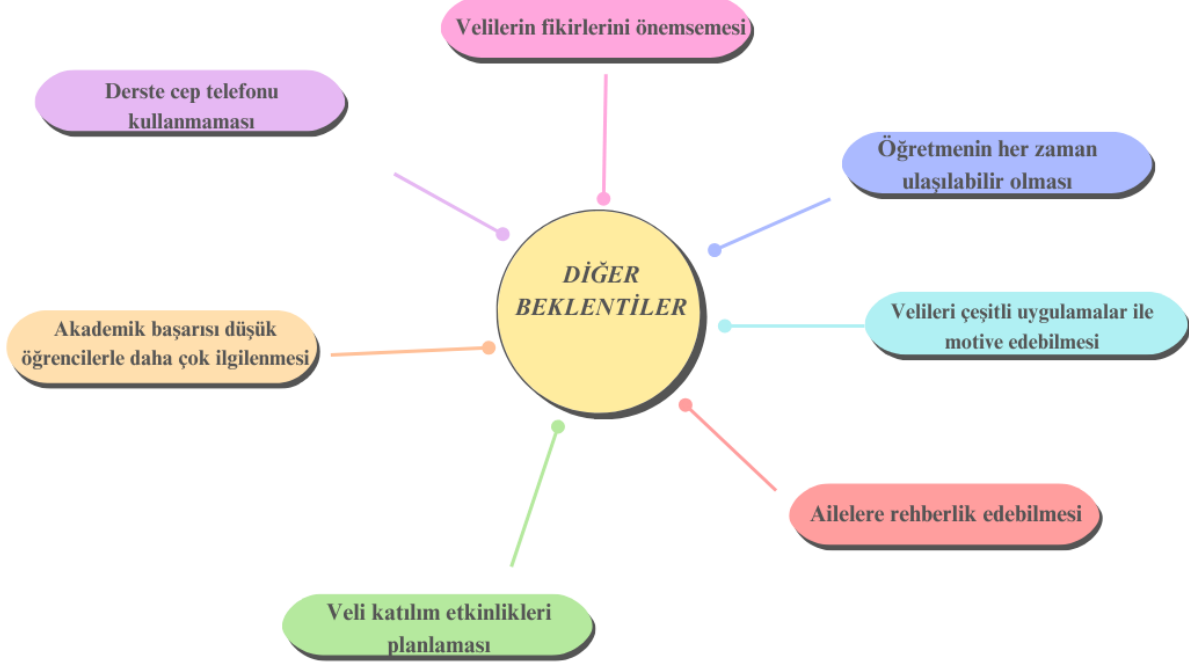 Velilerin fikirlerini önemsemesi
Derste cep telefonu
kullanmaması
Öğretmenin her zaman
ulaşılabilir olması
DİĞER
BEKLENTİLER
Velileri çeşitli uygulamalar ile
motive edebilmesi
Akademik başarısı düşük
öğrencilerle daha çok ilgilenmesi
Ailelere rehberlik edebilmesi
Veli katılım etkinlikleri
planlaması